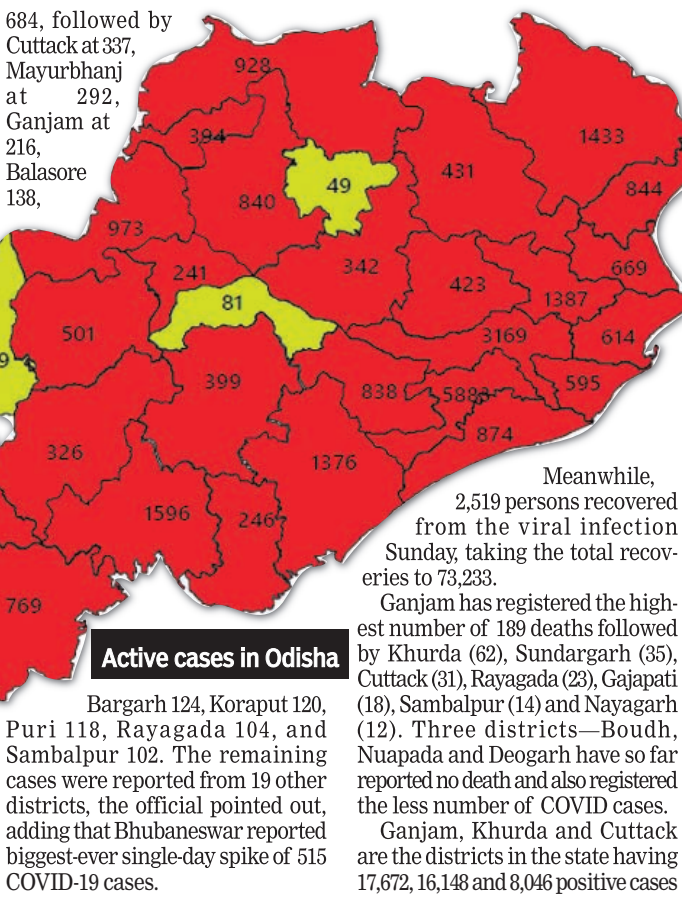 684, followed by
Cuttack at 337,
Mayurbhanj
at 292,
Ganjam at
216,
Balasore
138,
928
394
1433
49
431
840
844
973
241
342
669
81
423
1387
501
3169
614
9
399
838
595
874
326
1376
1596
246
769
Active cases in Odisha
Bargarh 124, Koraput 120,
Puri 118, Rayagada 104, and
Sambalpur 102. The remaining
cases were reported from 19 other
districts, the official pointed out,
adding that Bhubaneswar reported
biggest-ever single-day spike of 515
COVID-19 cases.
Meanwhile,
2,519 persons recovered
from the viral infection
Sunday, taking the total recov-
eries to 73,233.
Ganjam has registered the high-
est number of 189 deaths followed
by Khurda (62), Sundargarh (35),
Cuttack (31), Rayagada (23), Gajapati
(18), Sambalpur (14) and Nayagarh
(12). Three districts—Boudh,
Nuapada and Deogarh have so far
reported no death and also registered
the less number of COVID cases.
Ganjam, Khurda and Cuttack
are the districts in the state having
17,672, 16,148 and 8,046 positive cases